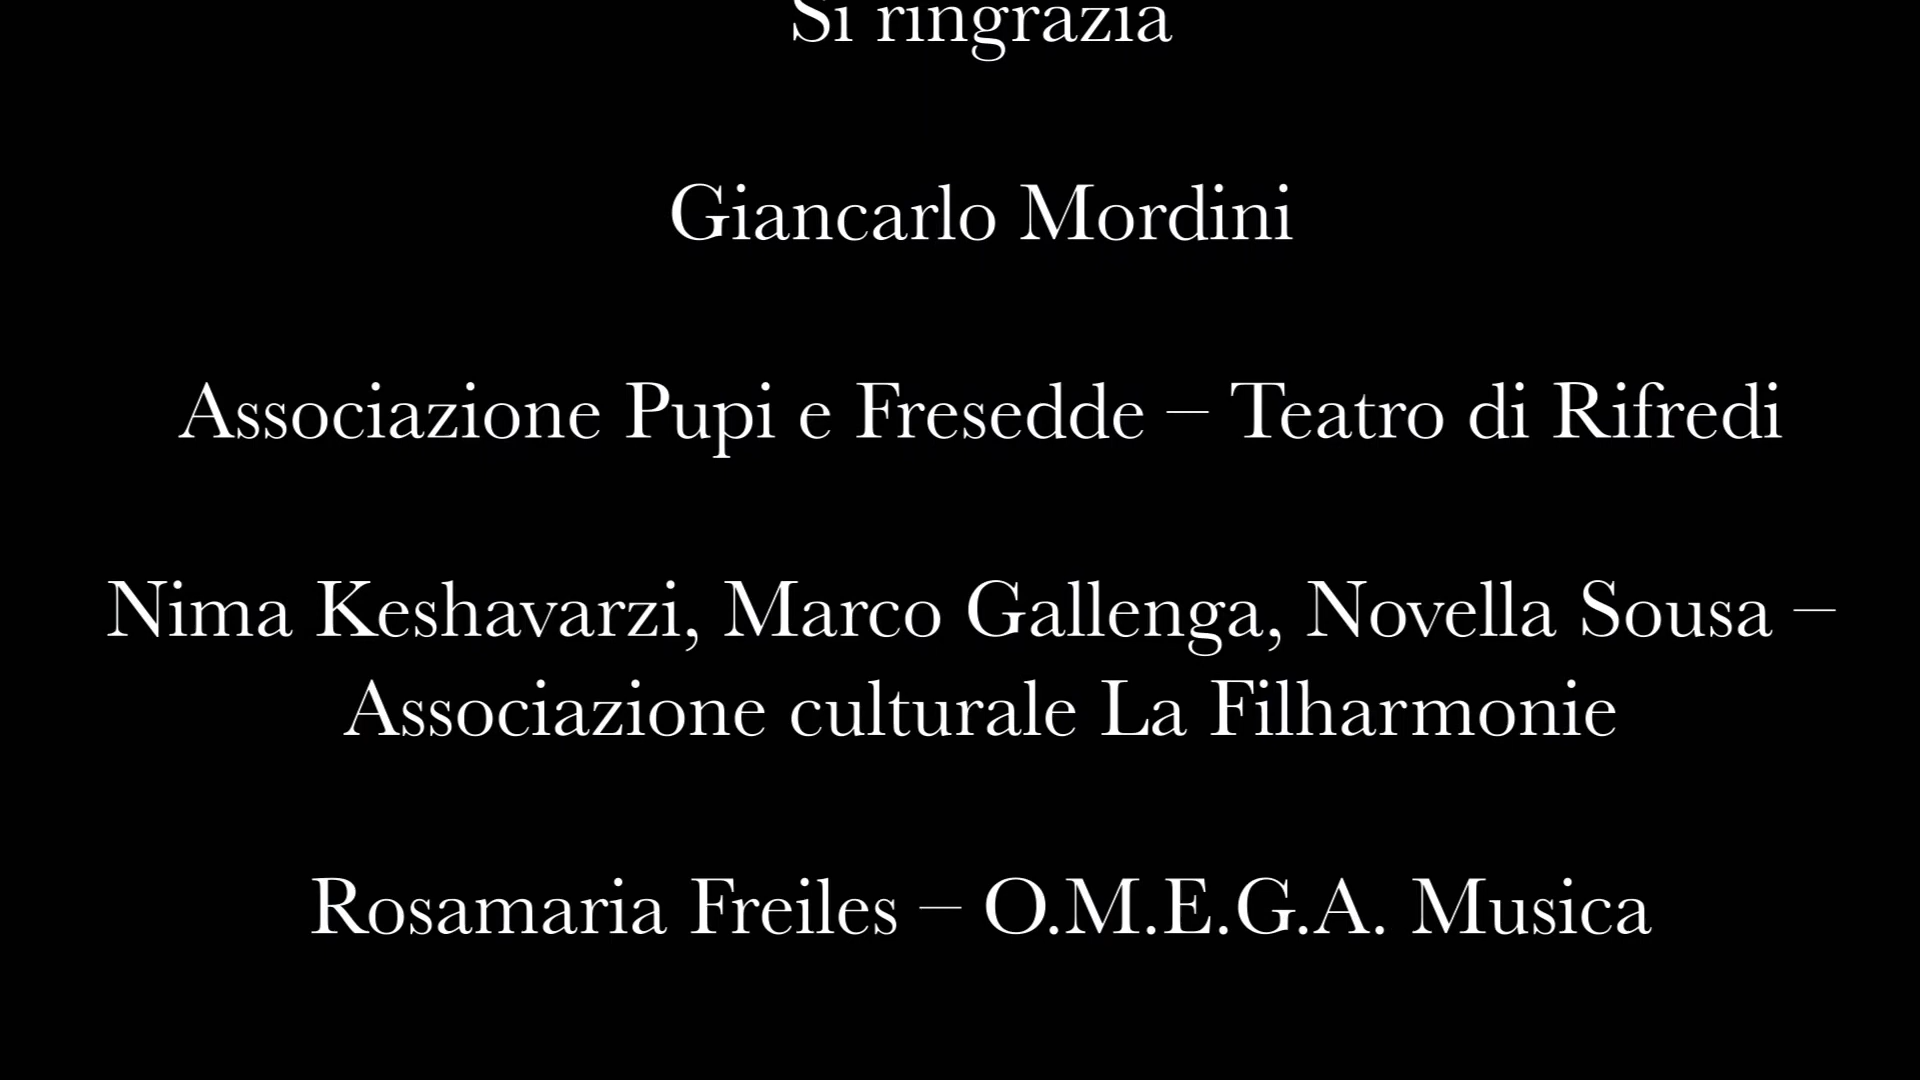 Si ringrazia
Giancarlo Mordini
Associazione Pupi e Fresedde – Teatro di Rifredi
Nima Keshavarzi, Marco Gallenga, Novella Sousa –
Associazione culturale La Filharmonie
Rosamaria Freiles – O.M.E.G.A. Musica